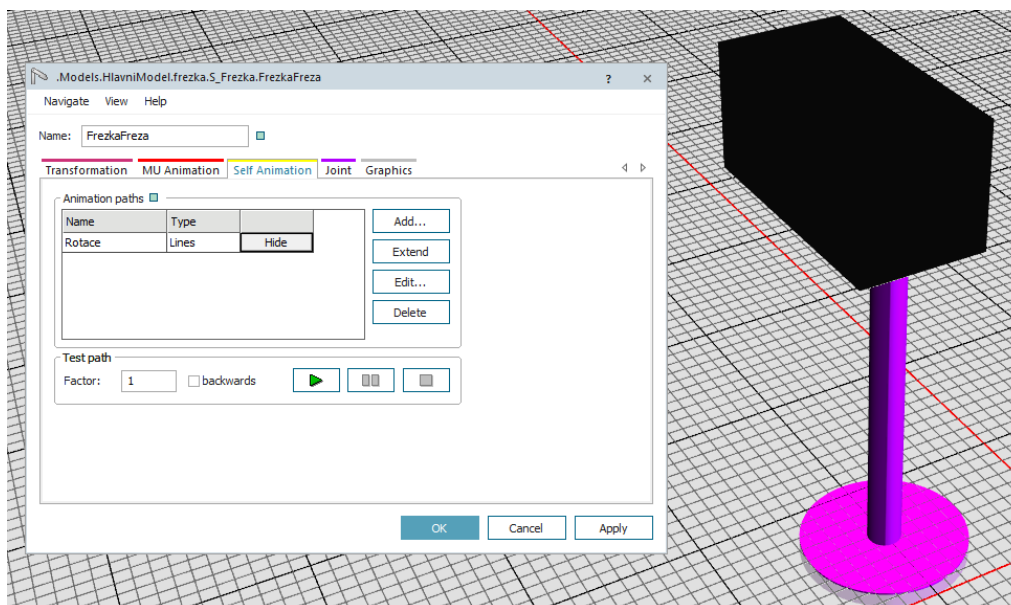 .Models.HlavniModel.frezka.S_Frezka.FrezkaFreza ? ×
Navigate View Help
Name: FrezkaFreza
Transformation MU Animation Self Animation Joint Graphics
Animation paths
Name Type
Rotace Lines Hide
Add...
Extend
Edit...
Delete
Test path
Factor: 1 backwards
OK Cancel Apply